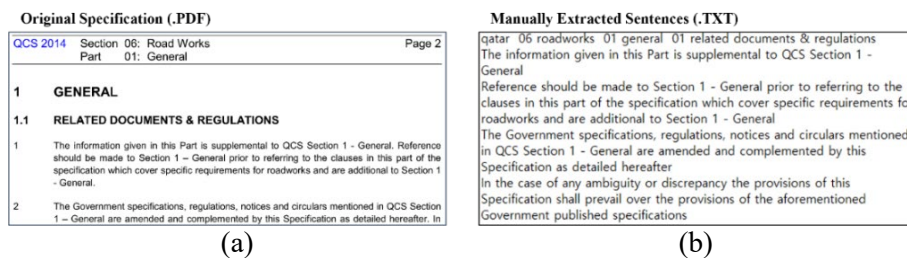 Original Specification (.PDF)
QCS 2014 Section 06: Road Works Page 2
Part 01: General
1 GENERAL
1.1 RELATED DOCUMENTS & REGULATIONS
1 The information given in this Part is supplemental to QCS Section 1 - General. Reference
should be made to Section 1 – General prior to referring to the clauses in this part of the
specification which cover specific requirements for roadworks and are additional to Section 1
- General.
2 The Government specifications, regulations, notices and circulars mentioned in QCS Section
1 – General are amended and complemented by this Specification as detailed hereafter. In
(a)
Manually Extracted Sentences (.TXT)
qatar 06 roadworks 01 general 01 related documents & regulations
The information given in this Part is supplemental to QCS Section 1 -
General
Reference should be made to Section 1 - General prior to referring to the
clauses in this part of the specification which cover specific requirements fo
roadworks and are additional to Section 1 - General
The Government specifications, regulations, notices and circulars mentioned
in QCS Section 1 - General are amended and complemented by this
Specification as detailed hereafter
In the case of any ambiguity or discrepancy the provisions of this
Specification shall prevail over the provisions of the aforementioned
Government published specifications
(b)